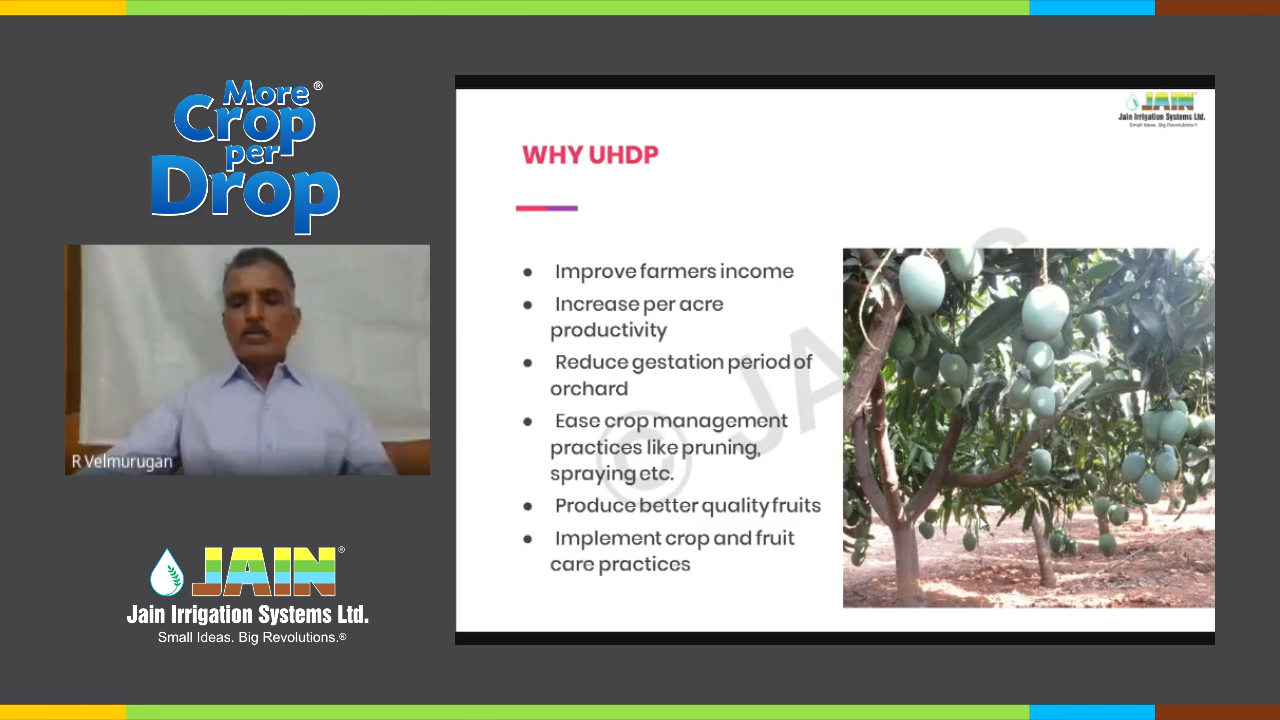 More®
Crop
per
Drop
R Velmurugan
JAIN®
Jain Irrigation Systems Ltd.
Small Ideas. Big Revolutions.®
JAIN
Jain Irrigation Systems Ltd.
Small Ideas. Big Revolutions.®
WHY UHDP
● Improve farmers income
● Increase per acre
productivity
● Reduce gestation period of
orchard
● Ease crop management
practices like pruning,
spraying etc.
● Produce better quality fruits
● Implement crop and fruit
care practices